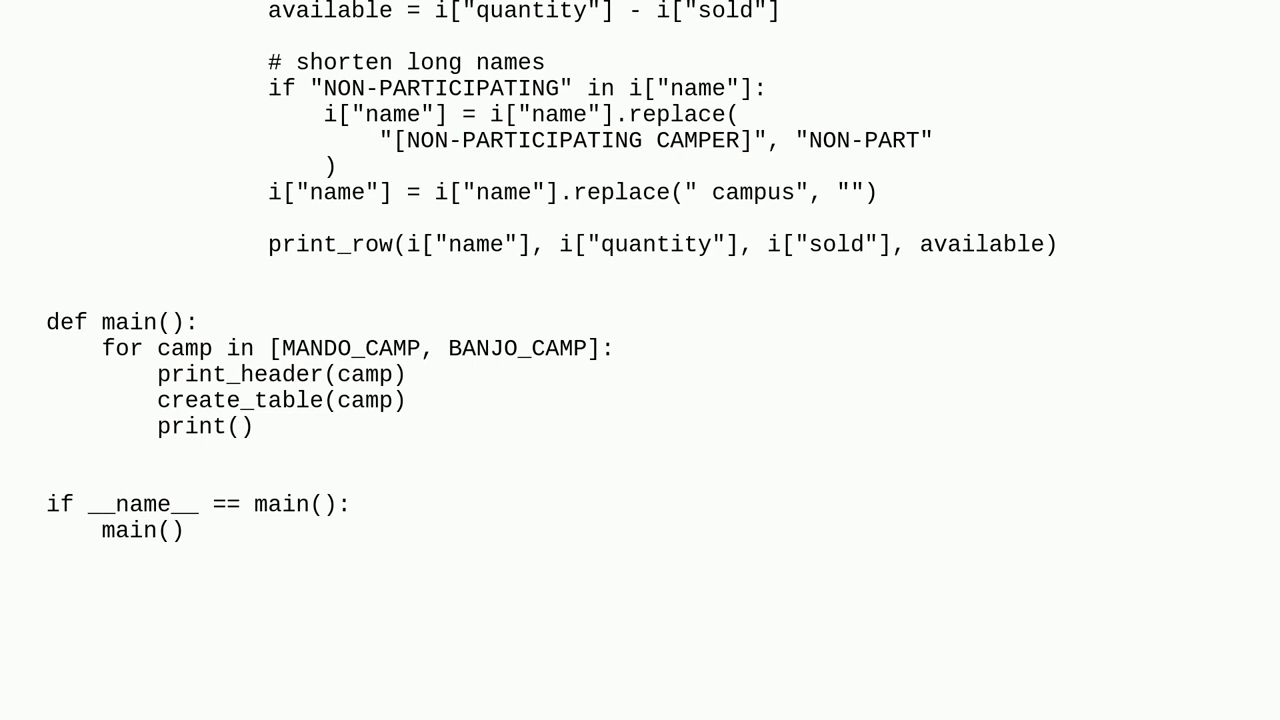 available = i["quantity"] - i["sold"]
# shorten long names
if "NON-PARTICIPATING" in i["name"]:
i["name"] = i["name"].replace(
"[NON-PARTICIPATING CAMPER]", "NON-PART"
)
i["name"] = i["name"].replace(" campus", "")
print_row(i["name"], i["quantity"], i["sold"], available)
def main():
for camp in [MANDO_CAMP, BANJO_CAMP]:
print_header(camp)
create_table(camp)
print()
if __name__ == main():
main()